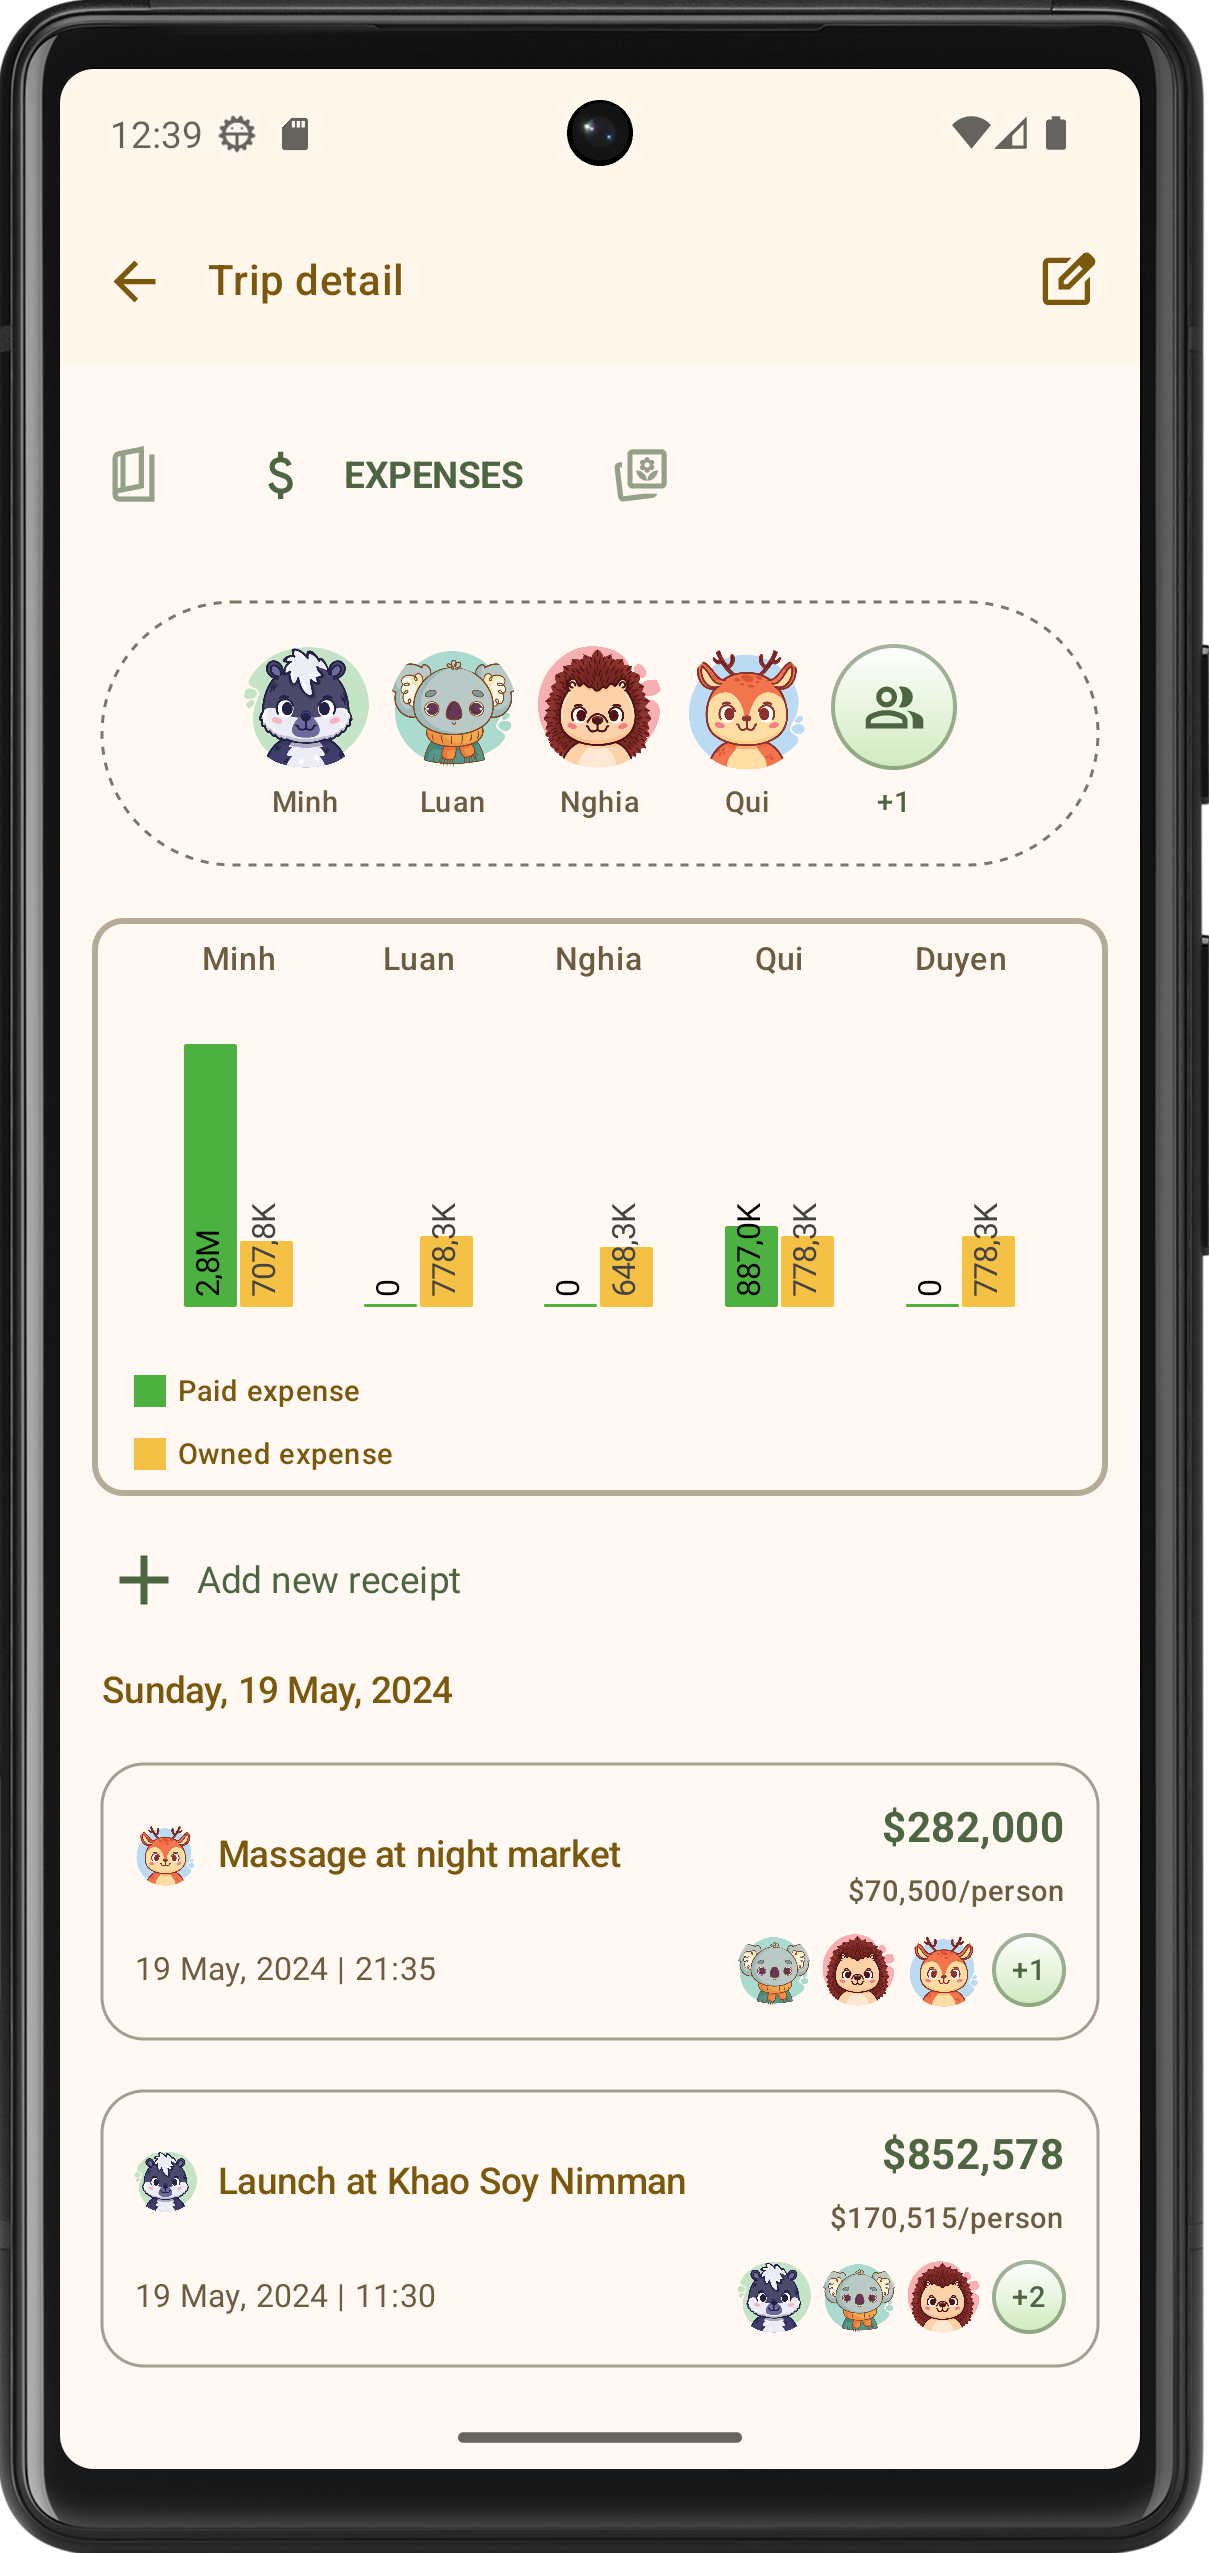 12:39
Trip detail
$ EXPENSES
Minh Luan Nghia Qui +1
Minh Luan Nghia Qui Duyen
2,8M 707,8K 0 778,3K 0 648,3K 887,0K 778,3K 0 778,3K
Paid expense
Owned expense
+ Add new receipt
Sunday, 19 May, 2024
Massage at night market $282,000
$70,500/person
19 May, 2024 | 21:35 +1
Launch at Khao Soy Nimman $852,578
$170,515/person
19 May, 2024 | 11:30 +2